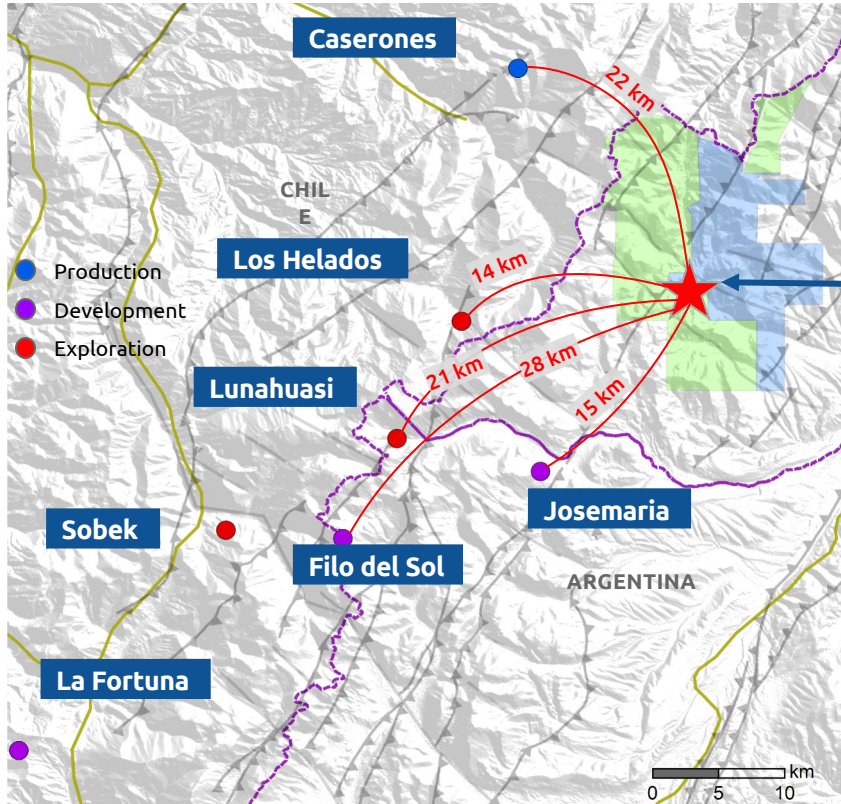 Caserones
22 km
CHIL
E
Los Helados
14 km
Production
Development
Exploration
21 km
28 km
15 km
Lunahuasi
Josemaria
Sobek
Filo del Sol
ARGENTINA
La Fortuna
km
0 5 10